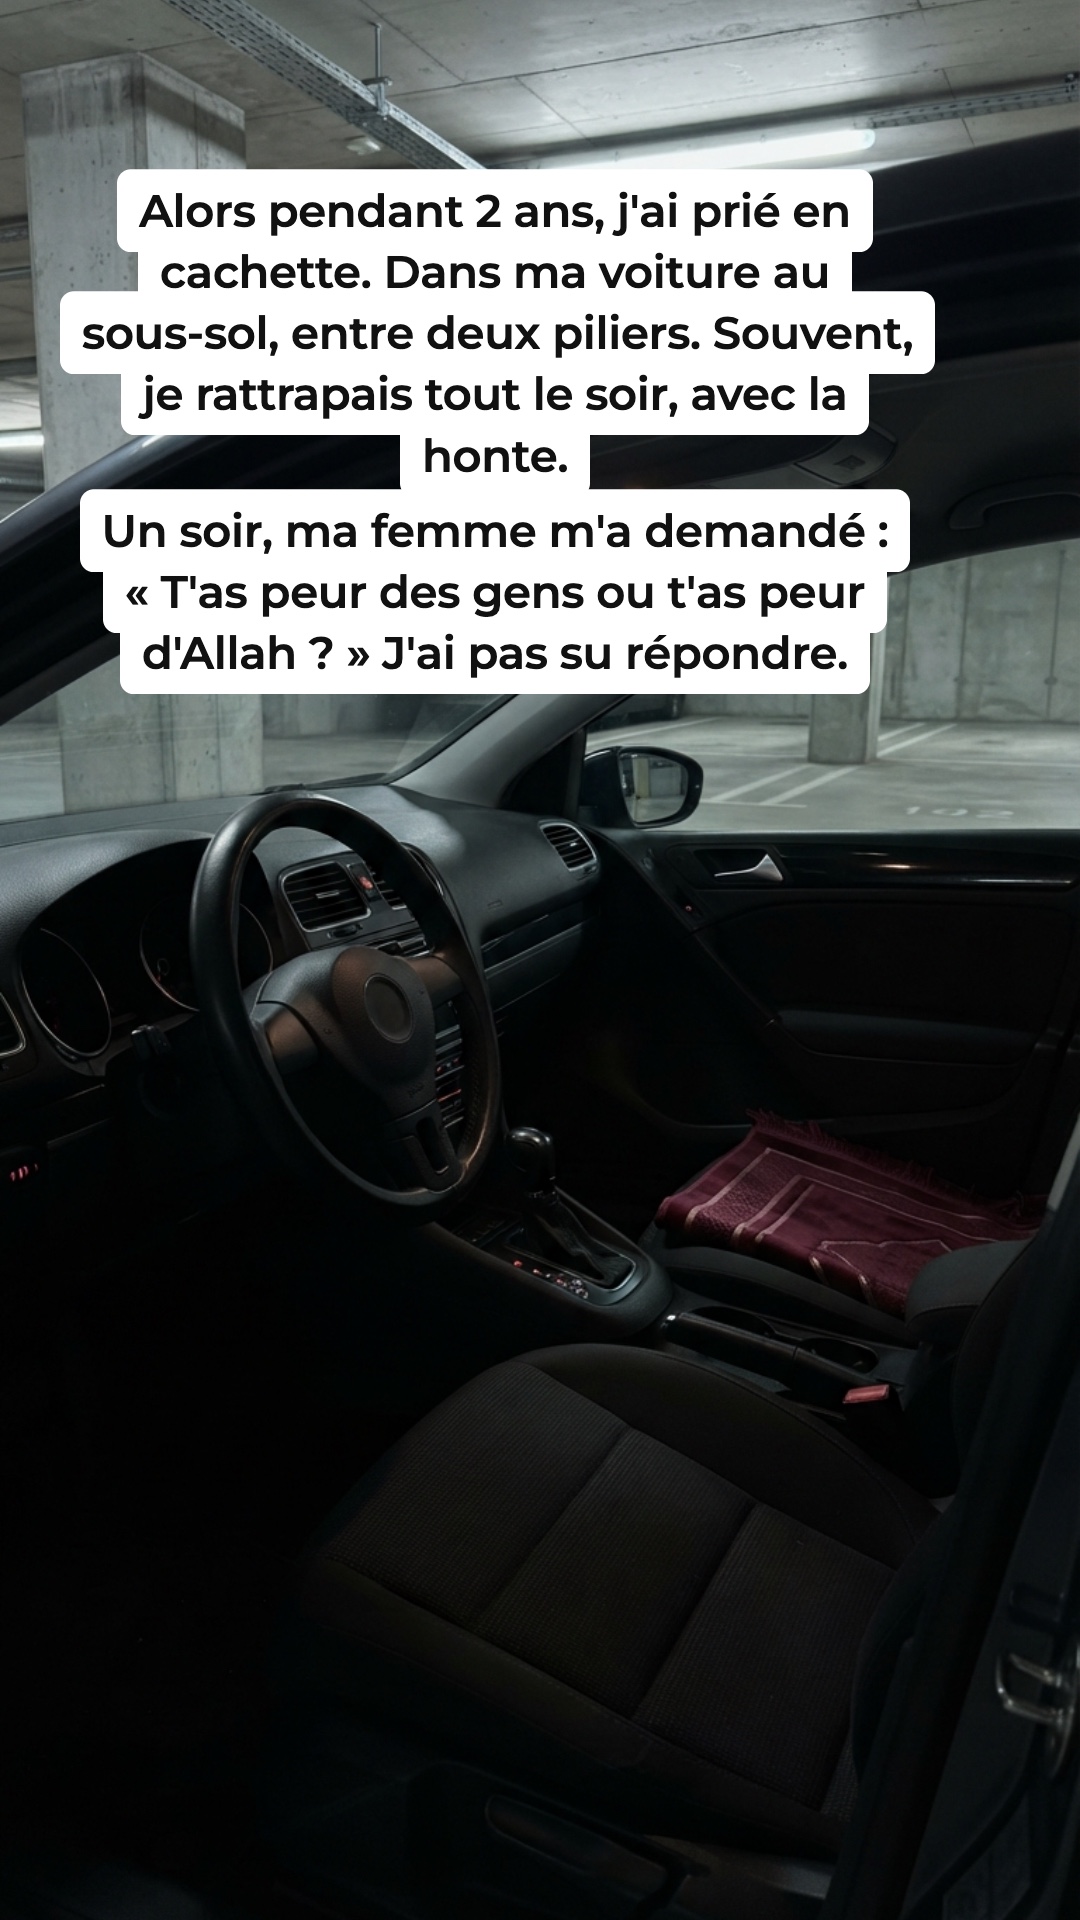 Alors pendant 2 ans, j'ai prié en
cachette. Dans ma voiture au
sous-sol, entre deux piliers. Souvent,
je rattrapais tout le soir, avec la
honte.
Un soir, ma femme m'a demandé :
« T'as peur des gens ou t'as peur
d'Allah ? » J'ai pas su répondre.